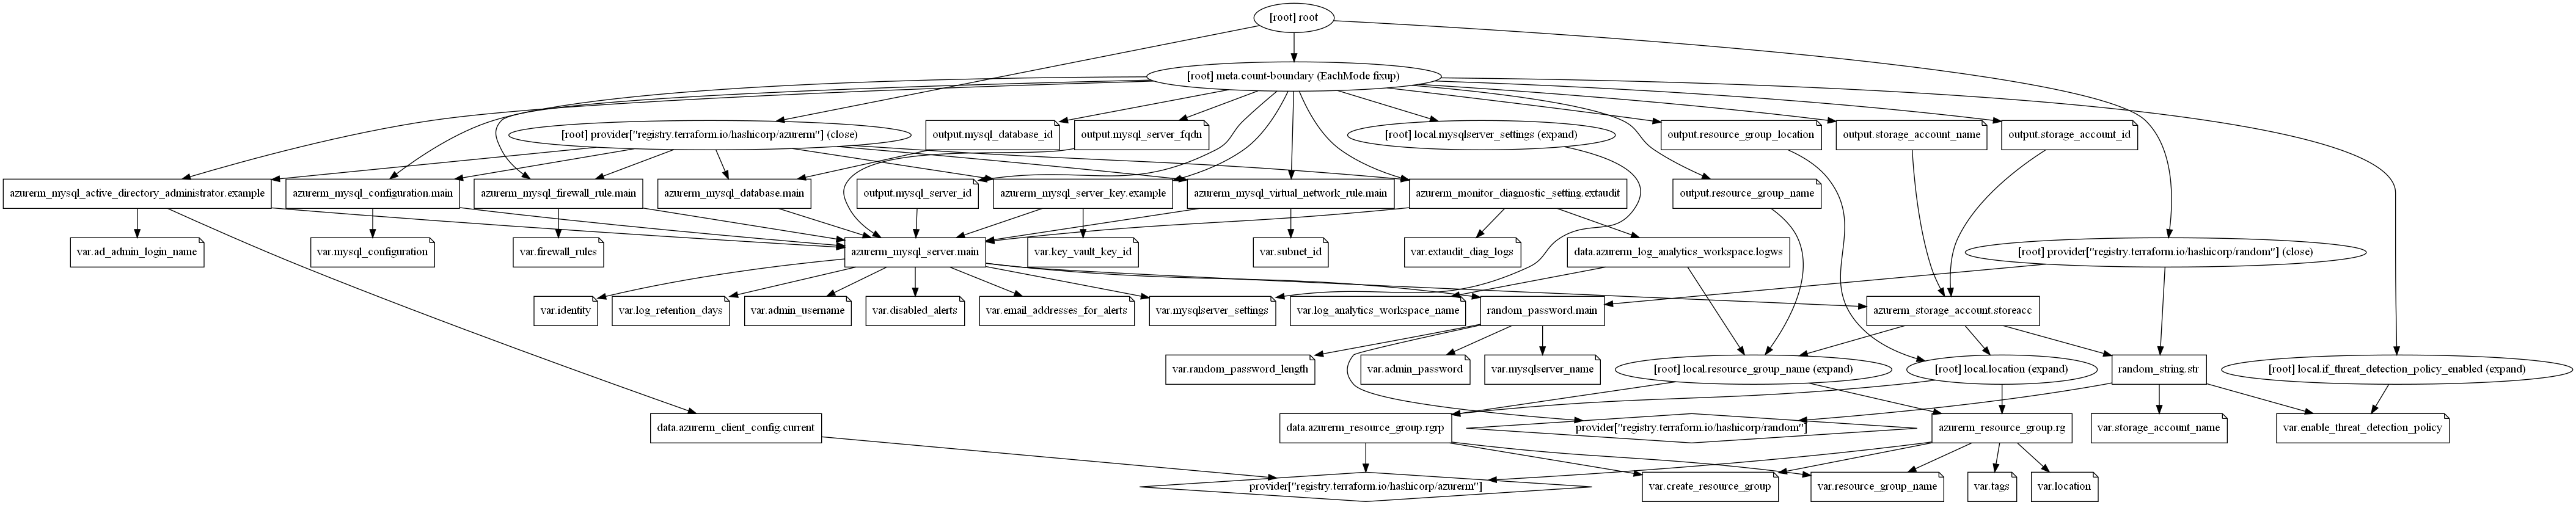 [root] root
[root] meta.count-boundary (EachMode fixup)
[root] provider["registry.terraform.io/hashicorp/azurerm"] (close)
output.mysql_database_id
output.mysql_server_fqdn
[root] local.mysqlserver_settings (expand)
output.resource_group_location
output.storage_account_name
output.storage_account_id
azurerm_mysql_active_directory_administrator.example
azurerm_mysql_configuration.main
azurerm_mysql_firewall_rule.main
azurerm_mysql_database.main
output.mysql_server_id
azurerm_mysql_server_key.example
azurerm_mysql_virtual_network_rule.main
azurerm_monitor_diagnostic_setting.extaudit
output.resource_group_name
var.ad_admin_login_name
var.mysql_configuration
var.firewall_rules
azurerm_mysql_server.main
var.key_vault_key_id
var.subnet_id
var.extaudit_diag_logs
data.azurerm_log_analytics_workspace.logws
[root] provider["registry.terraform.io/hashicorp/random"] (close)
var.identity
var.log_retention_days
var.admin_username
var.disabled_alerts
var.email_addresses_for_alerts
var.mysqlserver_settings
var.log_analytics_workspace_name
random_password.main
azurerm_storage_account.storeacc
var.random_password_length
var.admin_password
var.mysqlserver_name
[root] local.resource_group_name (expand)
[root] local.location (expand)
random_string.str
[root] local.if_threat_detection_policy_enabled (expand)
data.azurerm_client_config.current
data.azurerm_resource_group.rgrp
provider["registry.terraform.io/hashicorp/random"]
azurerm_resource_group.rg
var.storage_account_name
var.enable_threat_detection_policy
provider["registry.terraform.io/hashicorp/azurerm"]
var.create_resource_group
var.resource_group_name
var.tags
var.location